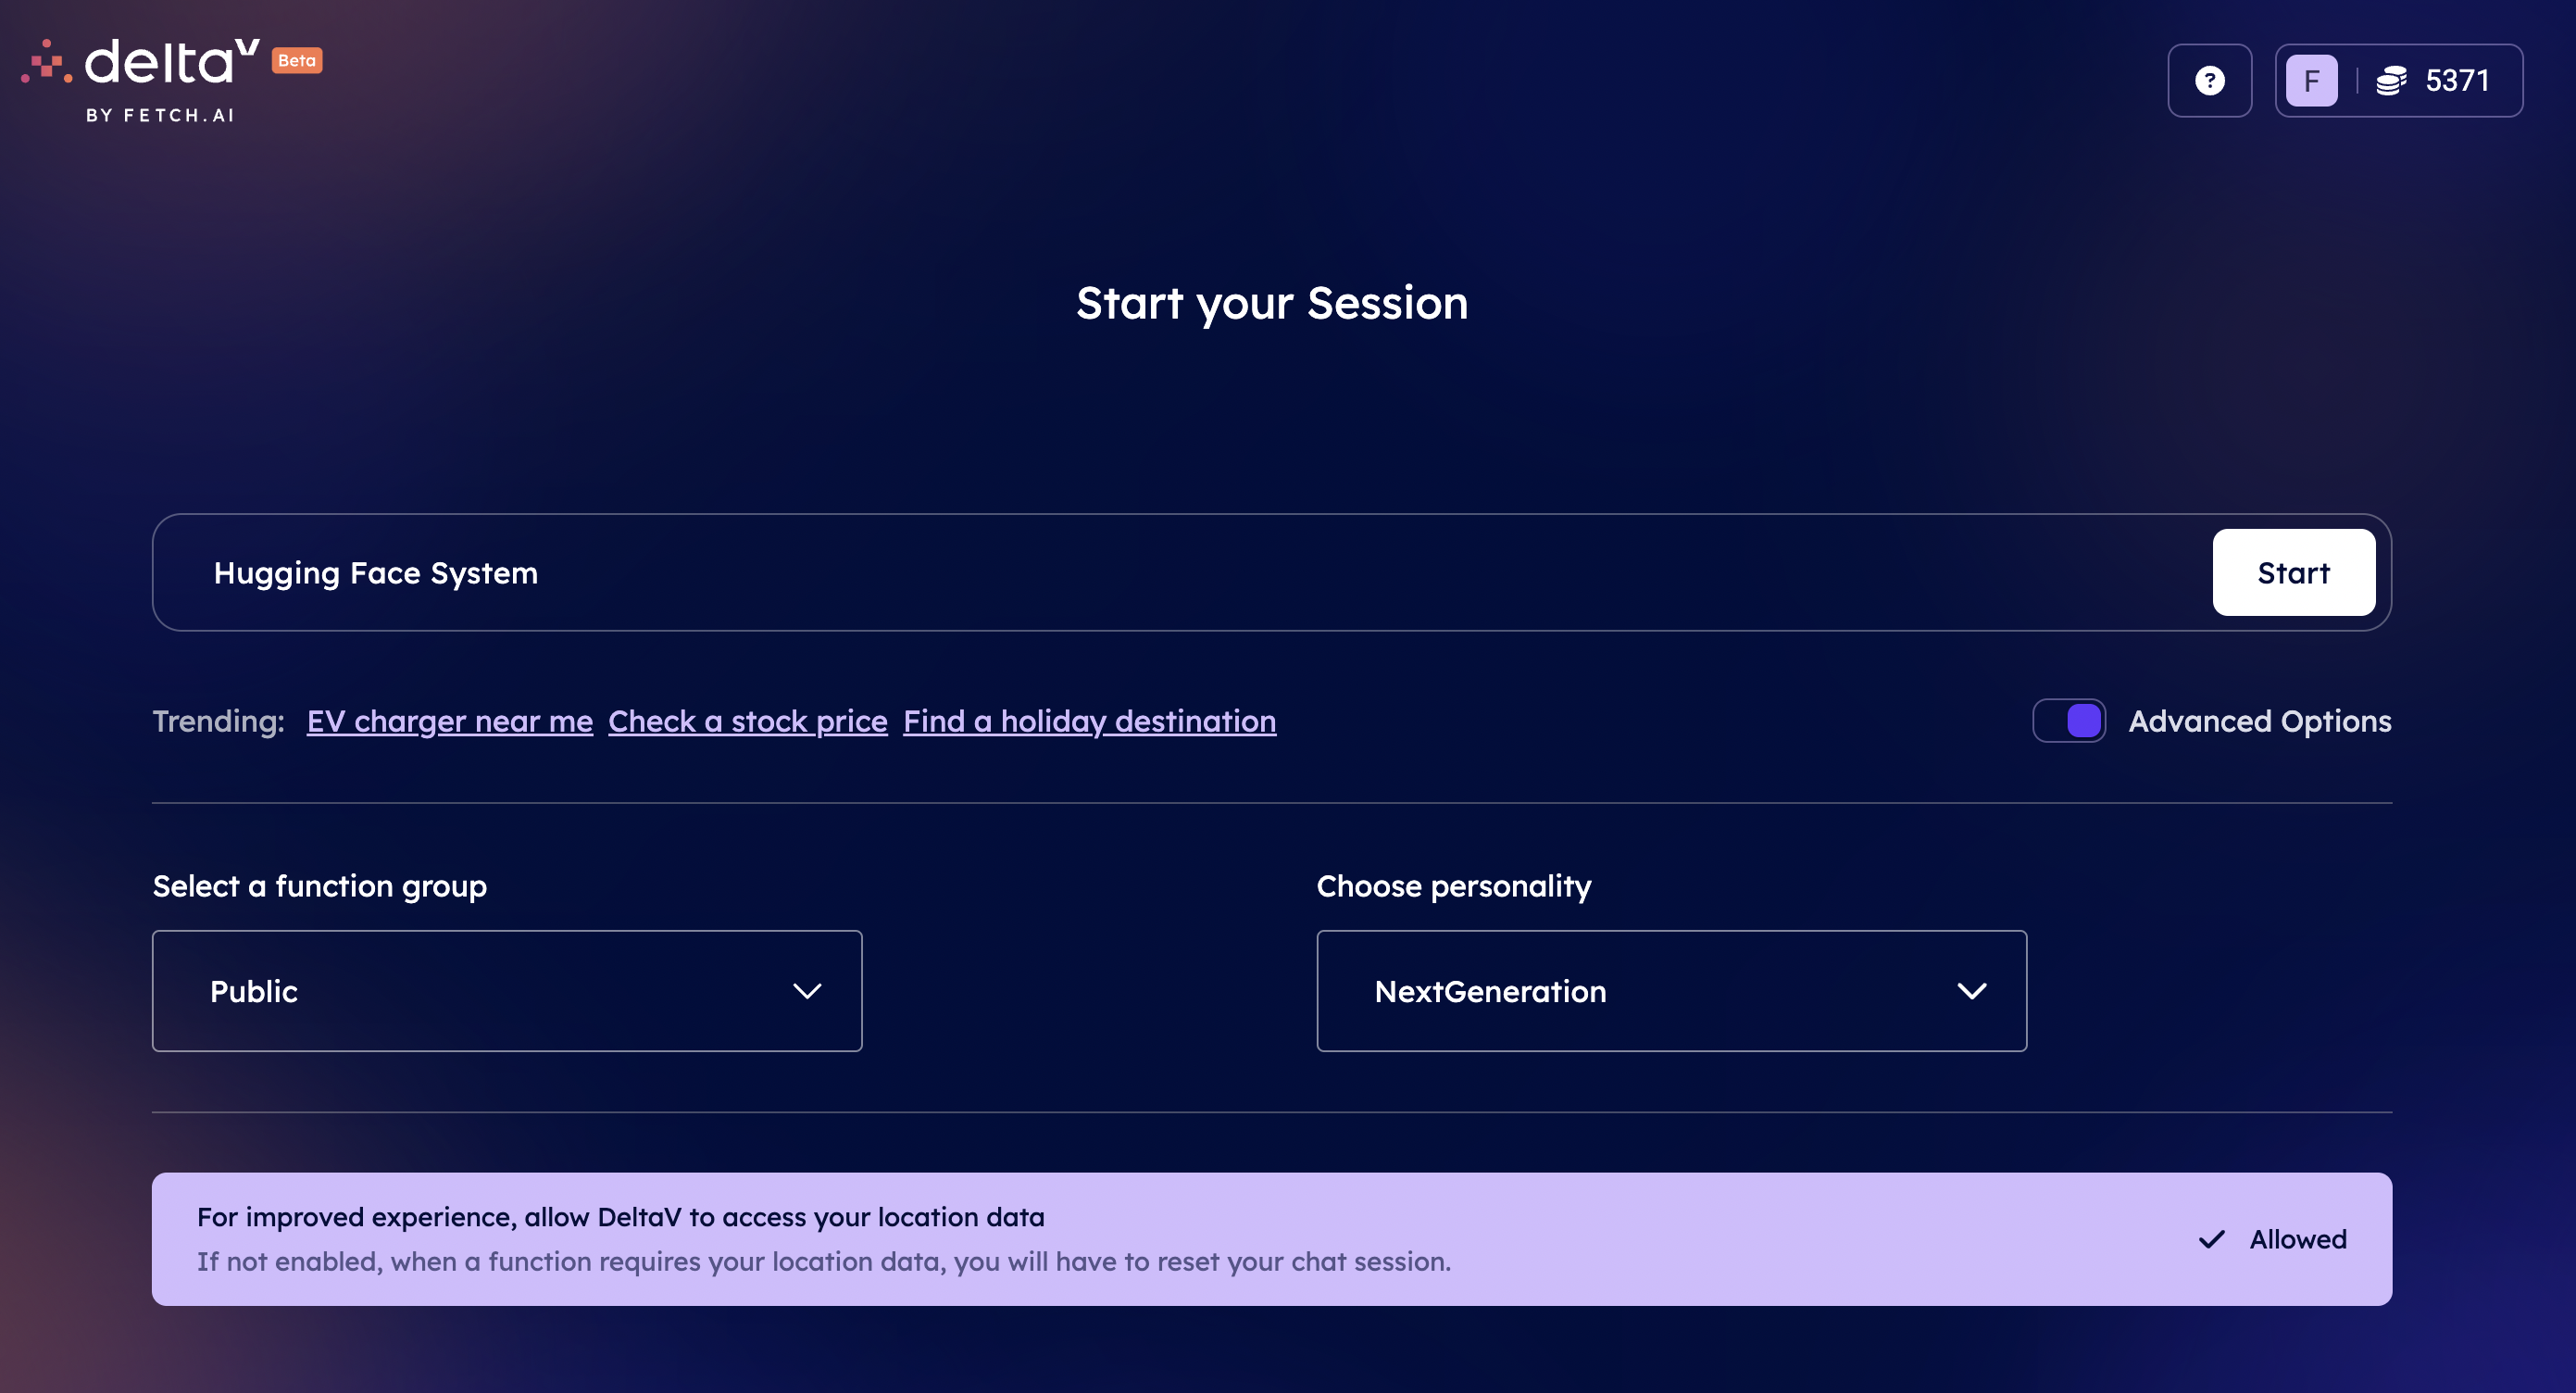 deltaV Beta
BY FETCH.AI
? F 5371
Start your Session
Hugging Face System Start
Trending: EV charger near me Check a stock price Find a holiday destination Advanced Options
Select a function group Choose personality
Public NextGeneration
For improved experience, allow DeltaV to access your location data
If not enabled, when a function requires your location data, you will have to reset your chat session.
Allowed